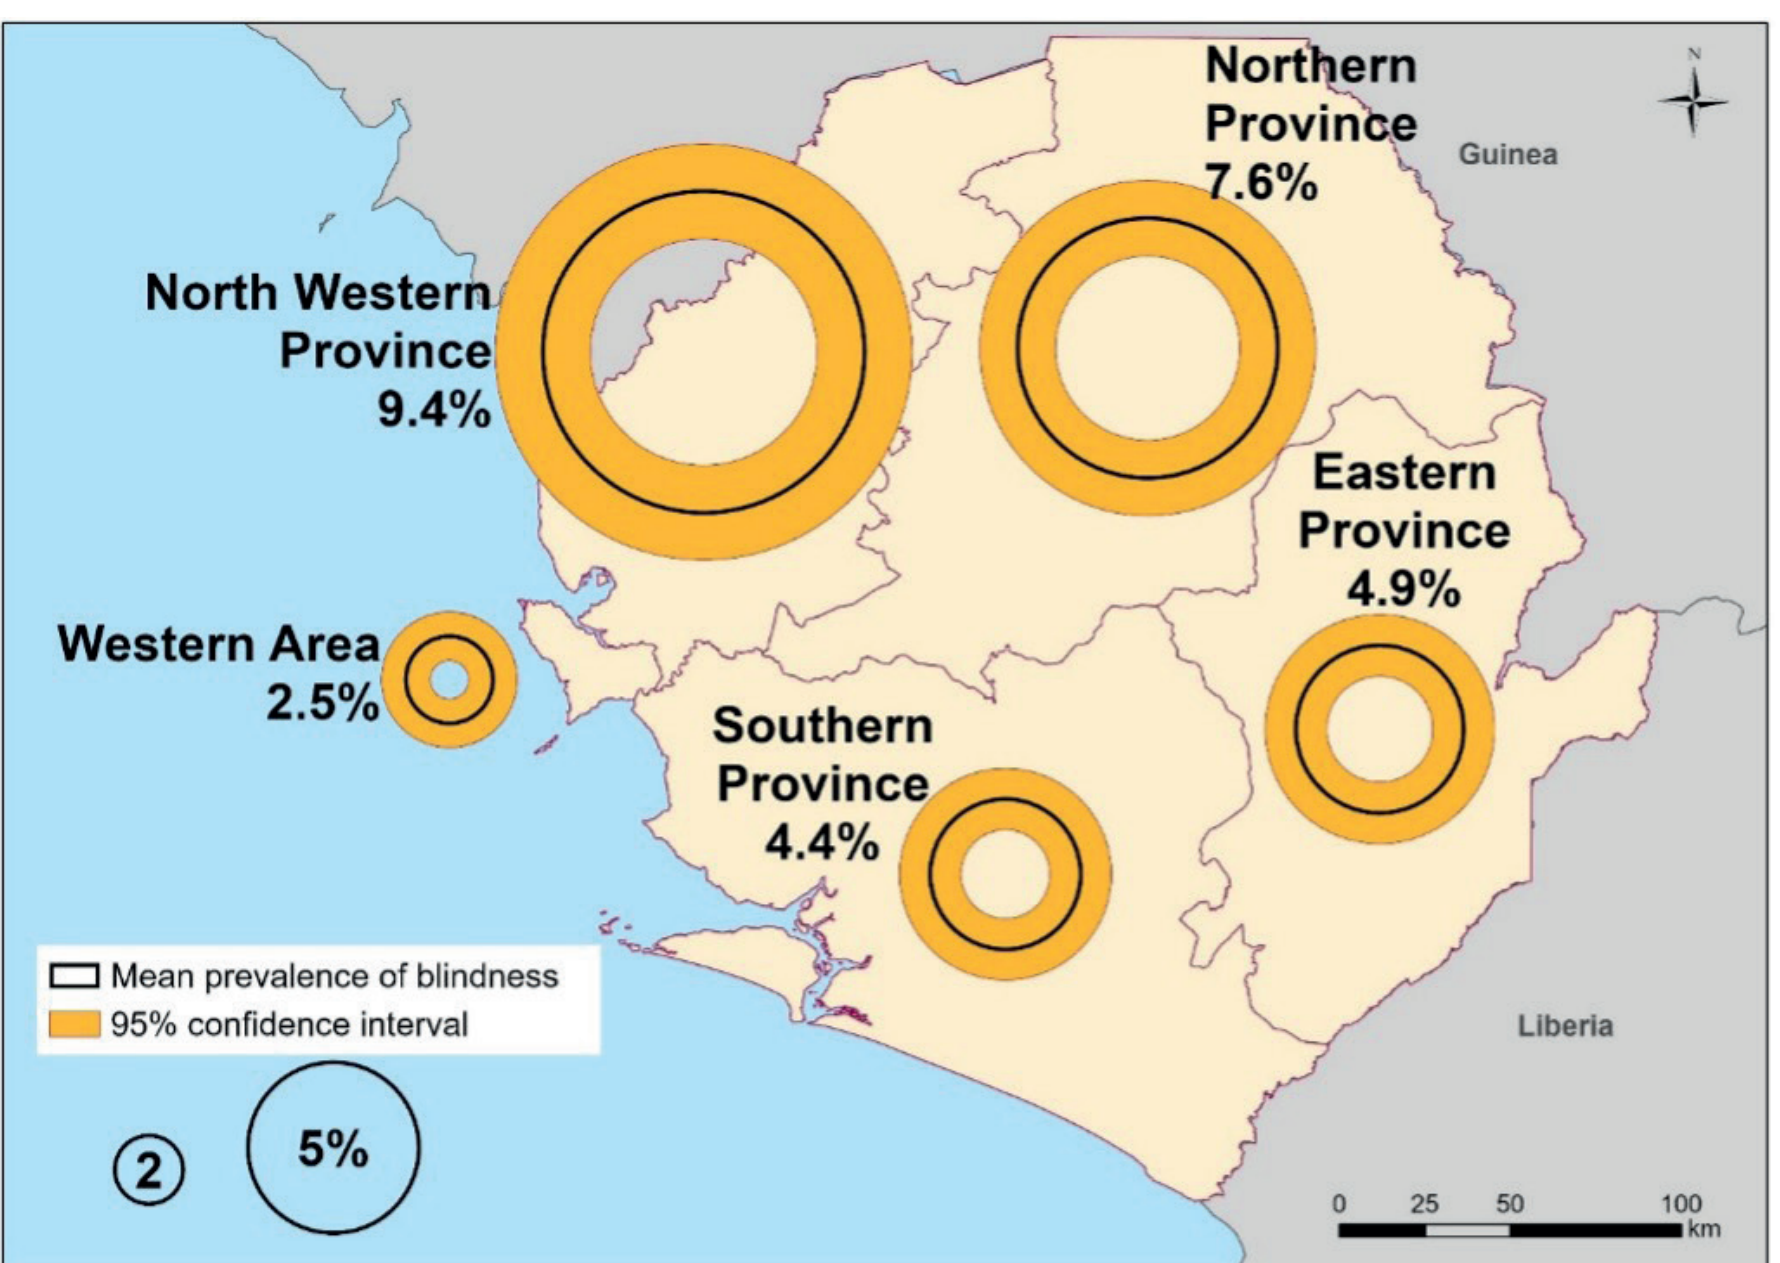 N
Northern
Province
7.6%
Guinea
North Western
Province
9.4%
Eastern
Province
4.9%
Western Area
2.5%
Southern
Province
4.4%
Mean prevalence of blindness
95% confidence interval
2
5%
Liberia
0 25 50 100
km